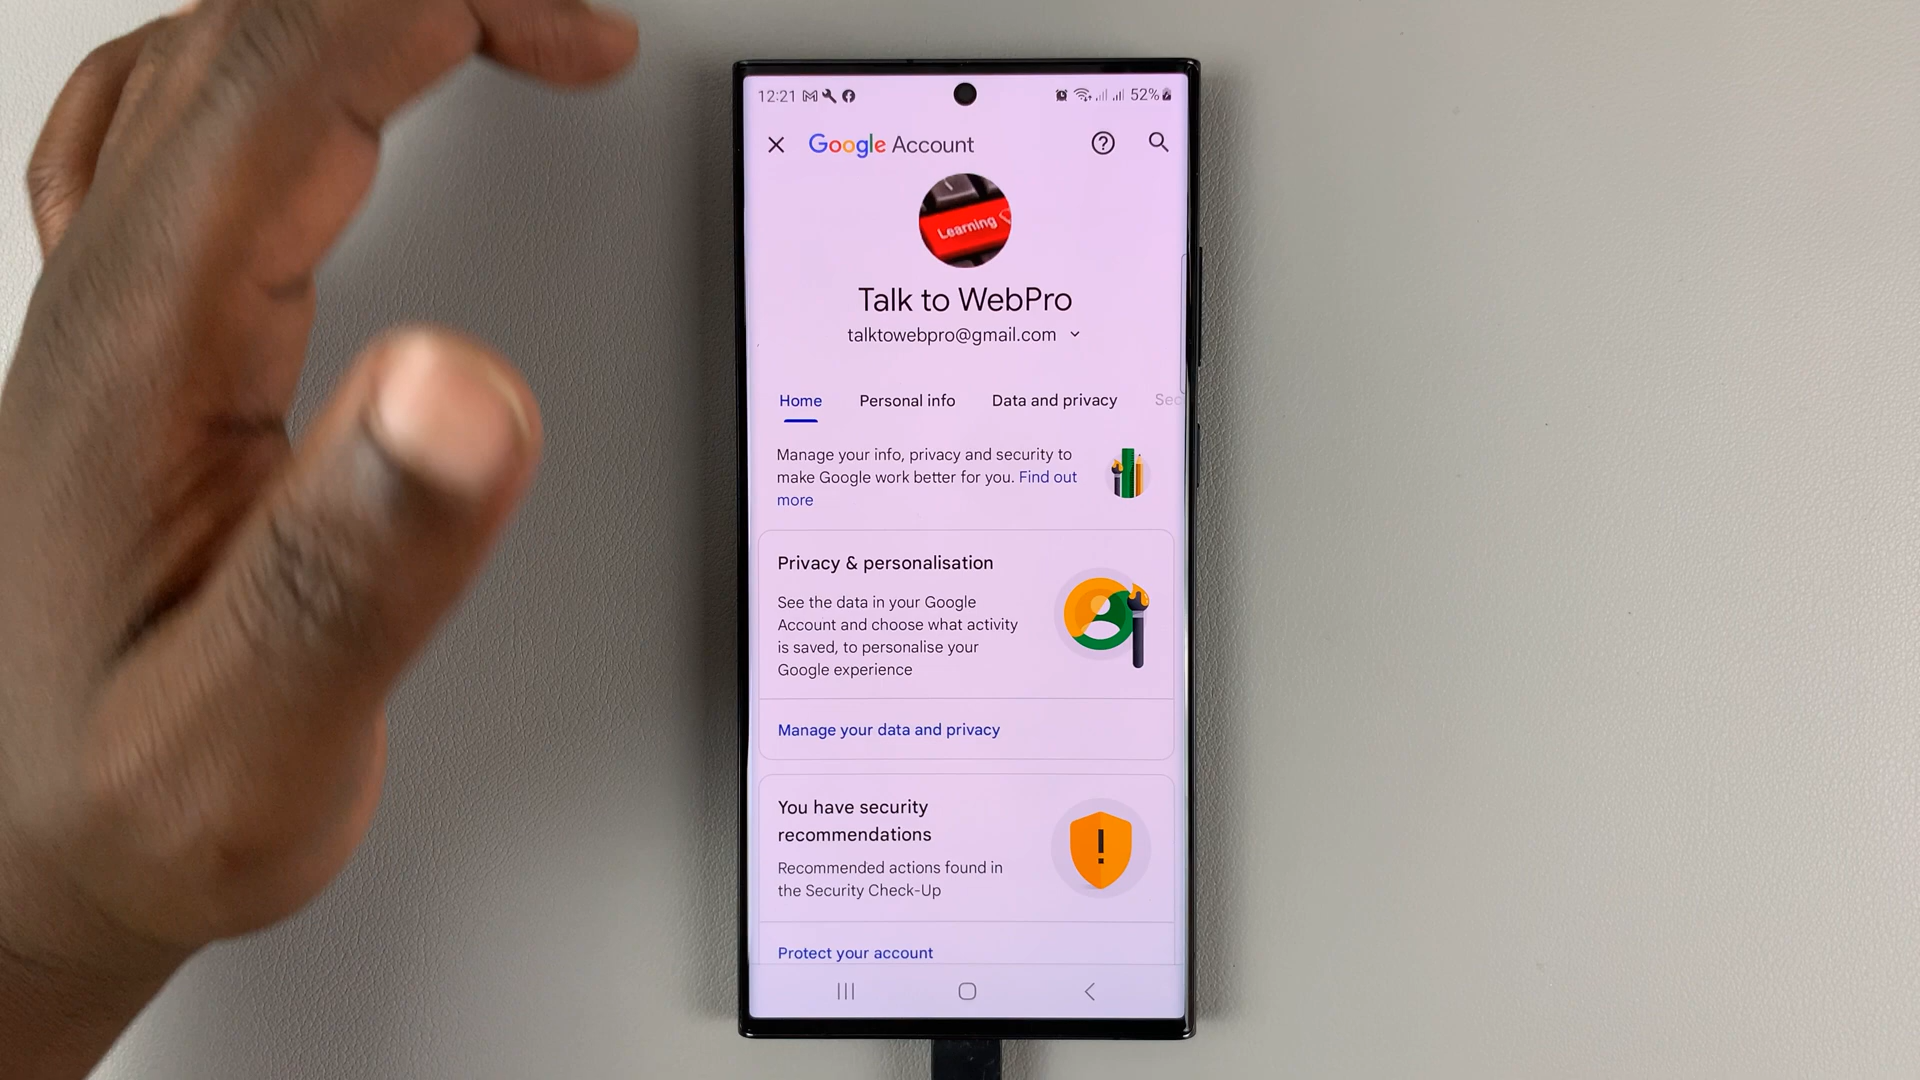 12:21 52%
Google Account
Learning
Talk to WebPro
talktowebpro@gmail.com
Home Personal info Data and privacy Sec
Manage your info, privacy and security to
make Google work better for you. Find out
more
Privacy & personalisation
See the data in your Google
Account and choose what activity
is saved, to personalise your
Google experience
Manage your data and privacy
You have security
recommendations
Recommended actions found in
the Security Check-Up
Protect your account